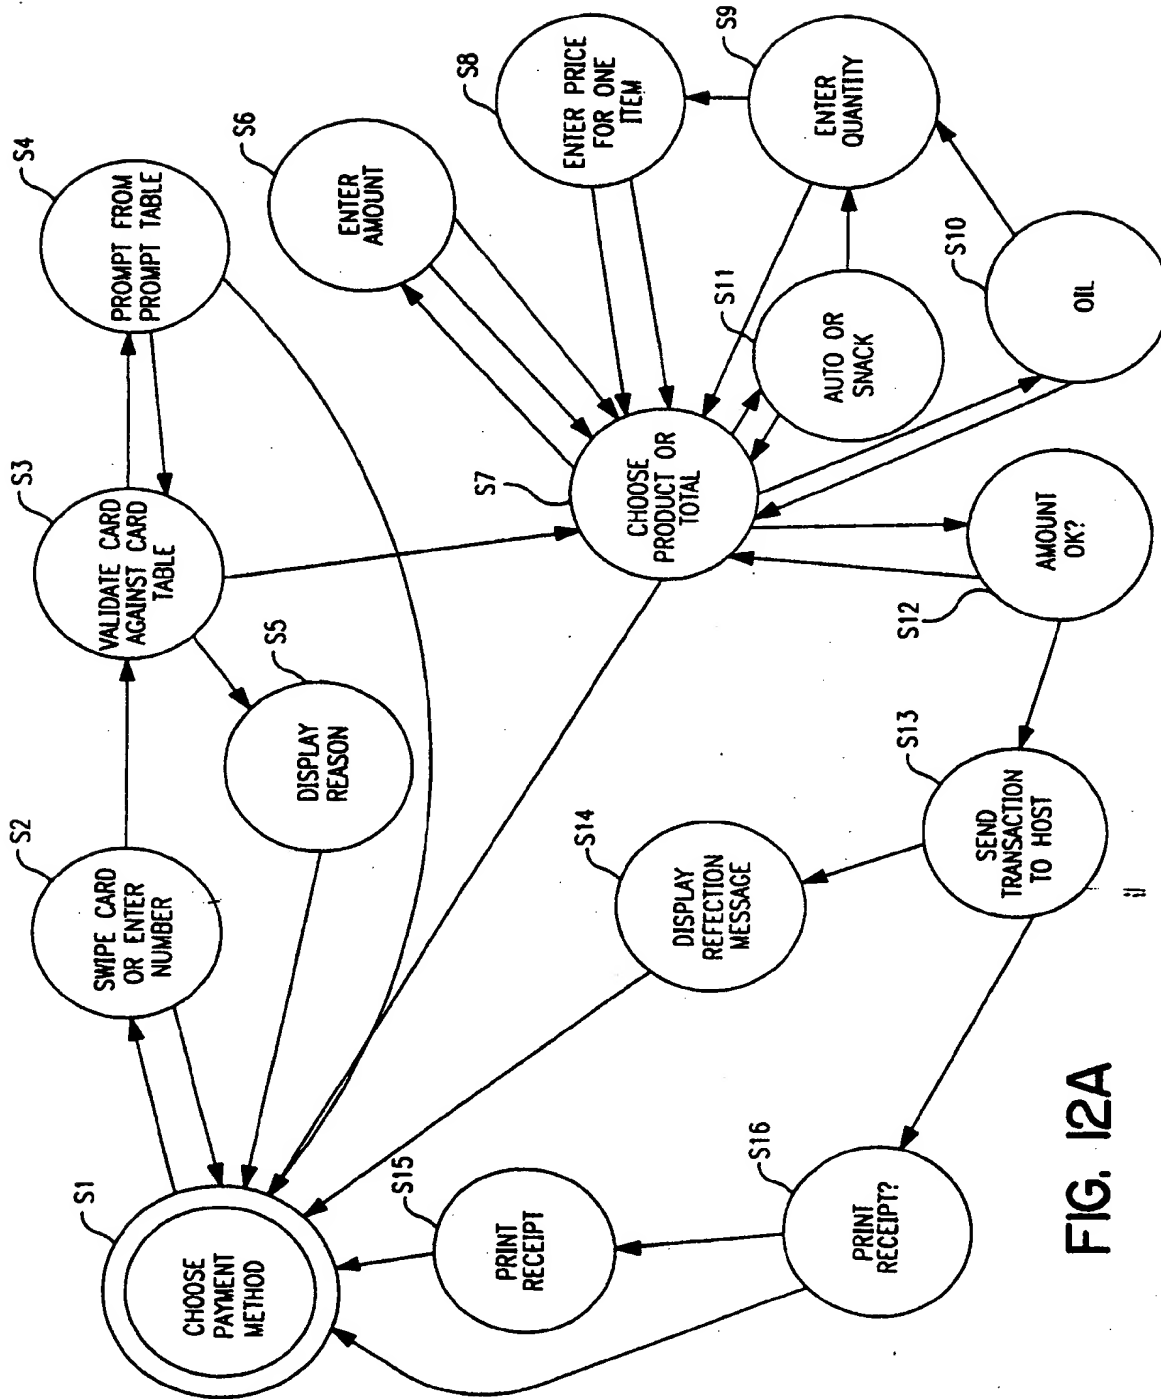 S1
CHOOSE
PAYMENT
METHOD
S2
SWIPE CARD
OR ENTER
NUMBER
S3
VALIDATE CARD
AGAINST CARD
TABLE
S4
PROMPT FROM
PROMPT TABLE
S5
DISPLAY
REASON
S6
ENTER
AMOUNT
S7
CHOOSE
PRODUCT OR
TOTAL
S8
ENTER PRICE
FOR ONE
ITEM
S9
ENTER
QUANTITY
S10
OIL
S11
AUTO OR
SNACK
S12
AMOUNT
OK?
S13
SEND
TRANSACTION
TO HOST
S14
DISPLAY
REFECTION
MESSAGE
S15
PRINT
RECEIPT
S16
PRINT
RECEIPT?
FIG. 12A